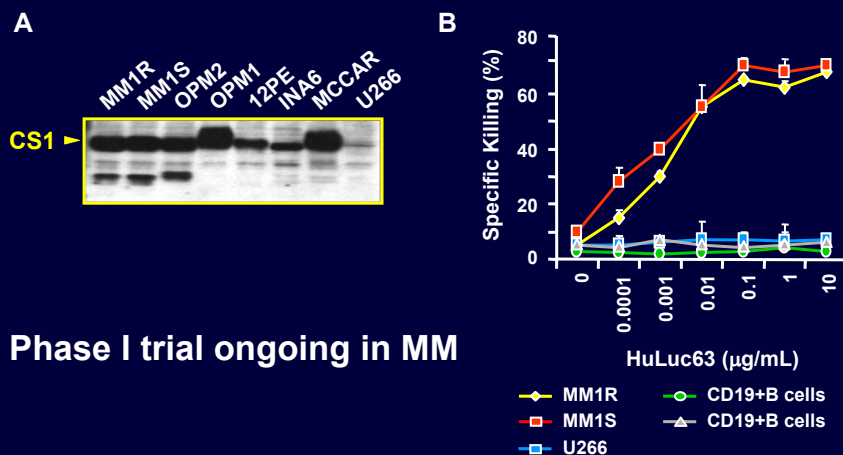 A
MM1R MM1S OPM2 OPM1 12PE INA6 MCCAR U266
CS1
Phase I trial ongoing in MM
B
Specific Killing (%)
80
60
40
20
0
0 0.0001 0.001 0.01 0.1 1 10
HuLuc63 (µg/mL)
MM1R CD19+B cells
MM1S CD19+B cells
U266